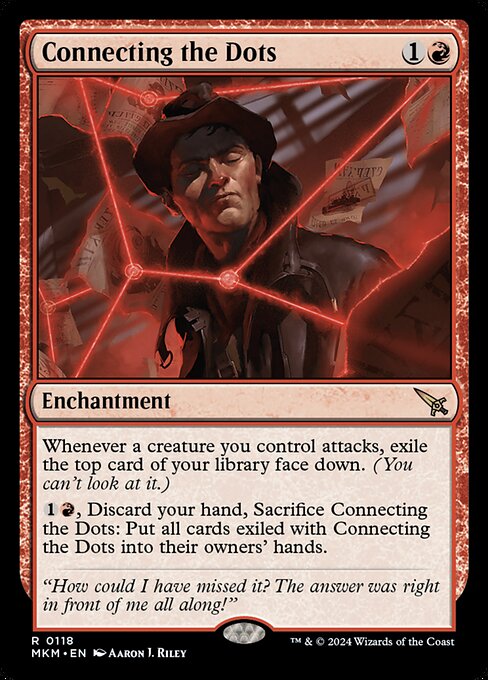 Connecting the Dots 1
Enchantment
Whenever a creature you control attacks, exile
the top card of your library face down. (You
can’t look at it.)
1, Discard your hand, Sacrifice Connecting
the Dots: Put all cards exiled with Connecting
the Dots into their owners’ hands.
“How could I have missed it? The answer was right
in front of me all along!”
R 0118
MKM • EN Aaron J. Riley
™ & © 2024 Wizards of the Coast